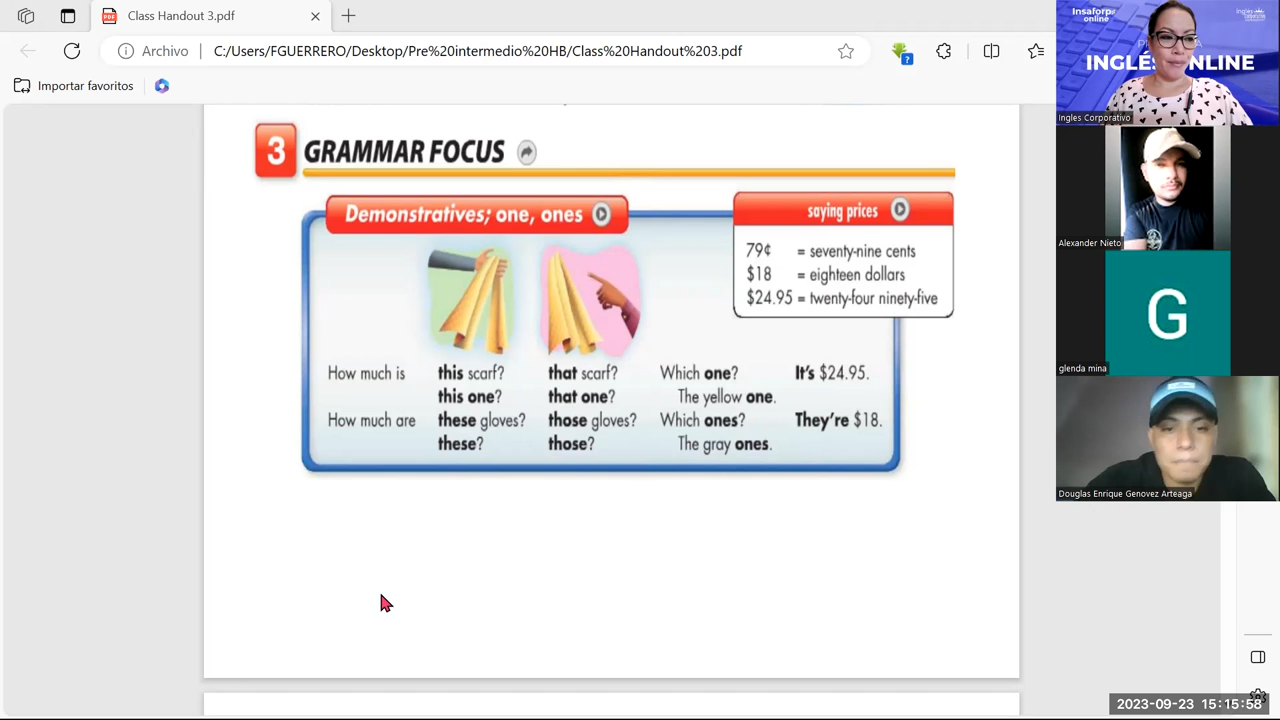 Class Handout 3.pdf
Archivo
C:/Users/FGUERRERO/Desktop/Pre%20Intermedio%20HB/Class%20Handout%203.pdf
Importar favoritos
3 GRAMMAR FOCUS
Demonstratives; one, ones
saying prices
79¢ = seventy-nine cents
$18 = eighteen dollars
$24.95 = twenty-four ninety-five
How much is this scarf? that scarf? Which one? It's $24.95.
this one? that one? The yellow one.
How much are these gloves? those gloves? Which ones? They're $18.
these? those? The gray ones.
Insaforp
online
INGLÉS ONLINE
Ingles Corporativo
Alexander Nieto
G
glenda mina
Douglas Enrique Genovez Arteaga
2023-09-23 15:15:58